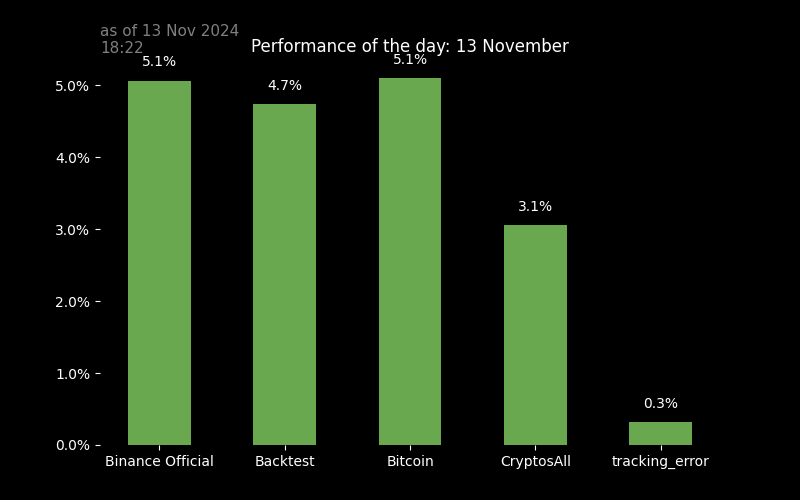 as of 13 Nov 2024
18:22
Performance of the day: 13 November
5.1%
4.7%
5.1%
3.1%
0.3%
5.0%
4.0%
3.0%
2.0%
1.0%
0.0%
Binance Official
Backtest
Bitcoin
CryptosAll
tracking_error